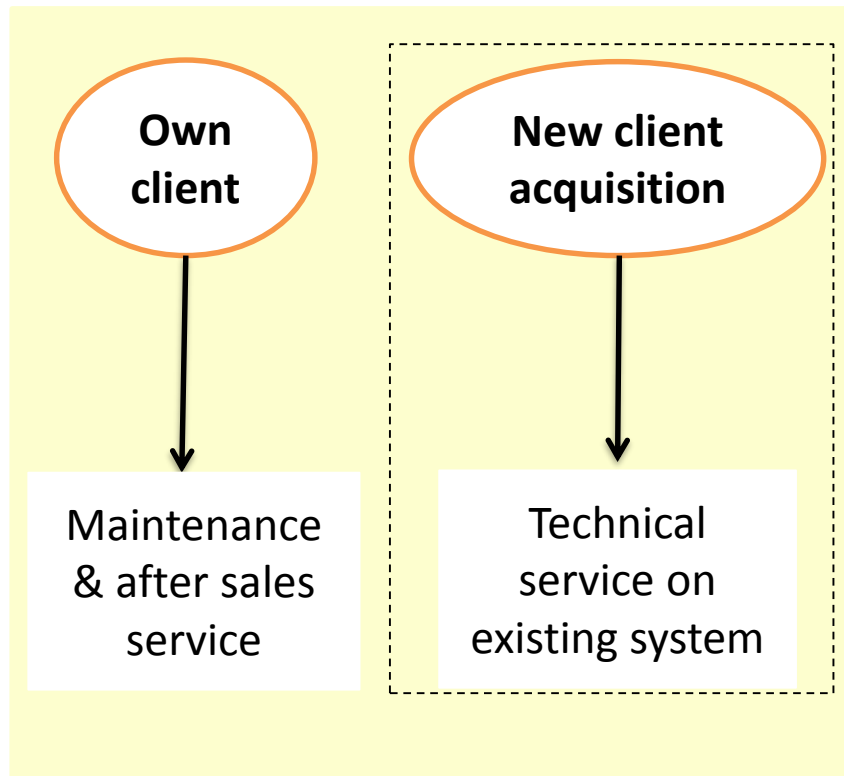 Own
client
New client
acquisition
Maintenance
& after sales
service
Technical
service on
existing system